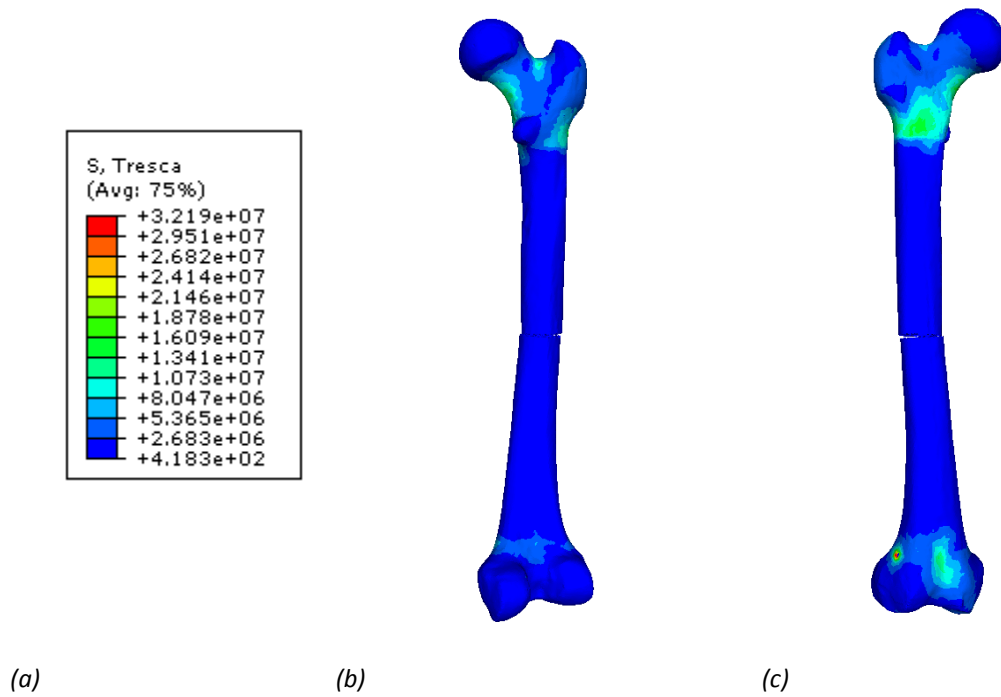 S, Tresca
(Avg: 75%)
+3.219e+07
+2.951e+07
+2.682e+07
+2.414e+07
+2.146e+07
+1.878e+07
+1.609e+07
+1.341e+07
+1.073e+07
+8.047e+06
+5.365e+06
+2.683e+06
+4.183e+02
(a)
(b)
(c)